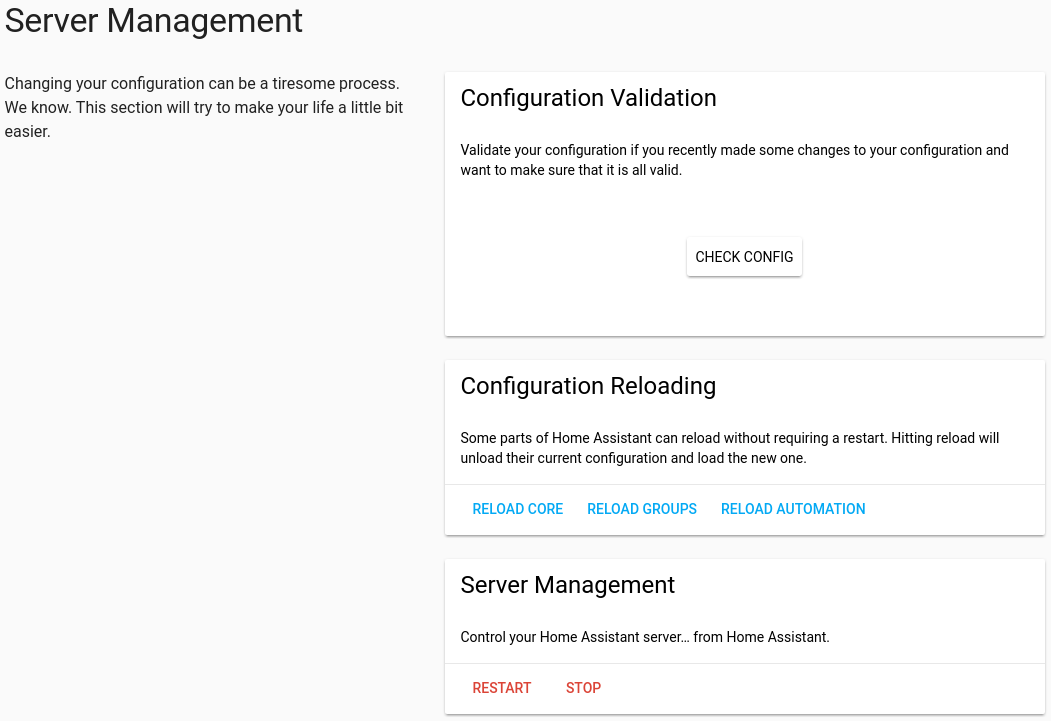 Server Management
Changing your configuration can be a tiresome process.
We know. This section will try to make your life a little bit
easier.
Configuration Validation
Validate your configuration if you recently made some changes to your configuration and
want to make sure that it is all valid.
CHECK CONFIG
Configuration Reloading
Some parts of Home Assistant can reload without requiring a restart. Hitting reload will
unload their current configuration and load the new one.
RELOAD CORE RELOAD GROUPS RELOAD AUTOMATION
Server Management
Control your Home Assistant server… from Home Assistant.
RESTART STOP